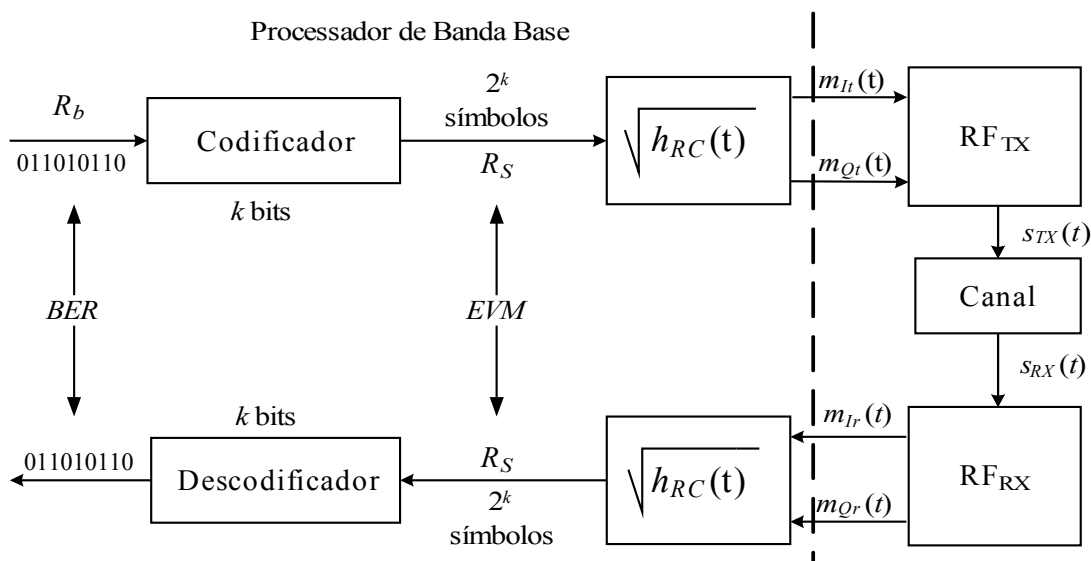 Processador de Banda Base
R_b
011010110
Codificador
k bits
2^k
símbolos
R_S
√h_RC(t)
m_It(t)
m_Qt(t)
RF_TX
s_TX(t)
Canal
s_RX(t)
BER
EVM
RF_RX
m_Ir(t)
m_Qr(t)
√h_RC(t)
R_S
2^k
símbolos
k bits
Descodificador
011010110